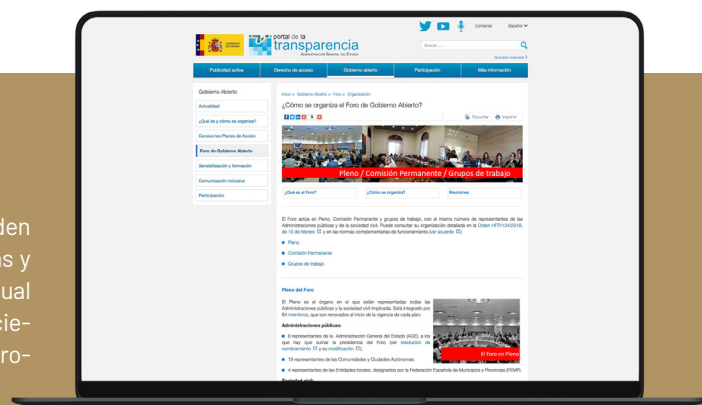 den
as y
ual
cie-
ro-
GOBIERNO
DE ESPAÑA
portal de la
transparencia
ADMINISTRACIÓN GENERAL DEL ESTADO
Contactar
Español
Buscar....
Buscador avanzado
Publicidad activa
Derecho de acceso
Gobierno abierto
Participación
Más información
Gobierno Abierto
Actualidad
¿Qué es y cómo se organiza?
Conoce los Planes de Acción
Foro de Gobierno Abierto
Sensibilización y formación
Comunicación inclusiva
Participación
Inicio > Gobierno Abierto > Foro > Organización
¿Cómo se organiza el Foro de Gobierno Abierto?
Escuchar
Imprimir
Pleno / Comisión Permanente / Grupos de trabajo
¿Qué es el Foro?
¿Cómo se organiza?
Reuniones
El Foro actúa en Pleno, Comisión Permanente y grupos de trabajo, con el mismo número de representantes de las
Administraciones públicas y de la sociedad civil. Puede consultar su organización detallada en la Orden HFP/134/2018,
de 15 de febrero y en las normas complementarias de funcionamiento (ver acuerdo)
Pleno
Comisión Permanente
Grupos de trabajo
Pleno del Foro
El Pleno es el órgano en el que están representadas todas las
Administraciones públicas y la sociedad civil implicada. Está integrado por
64 miembros, que son renovados al inicio de la vigencia de cada plan.
Administraciones públicas:
8 representantes de la Administración General del Estado (AGE), a los
que hay que sumar la presidencia del Foro (ver resolución de
nombramiento y su modificación).
19 representantes de las Comunidades y Ciudades Autónomas.
4 representantes de las Entidades locales, designados por la Federación Española de Municipios y Provincias (FEMP).
El Foro en Pleno
Sociedad civil: